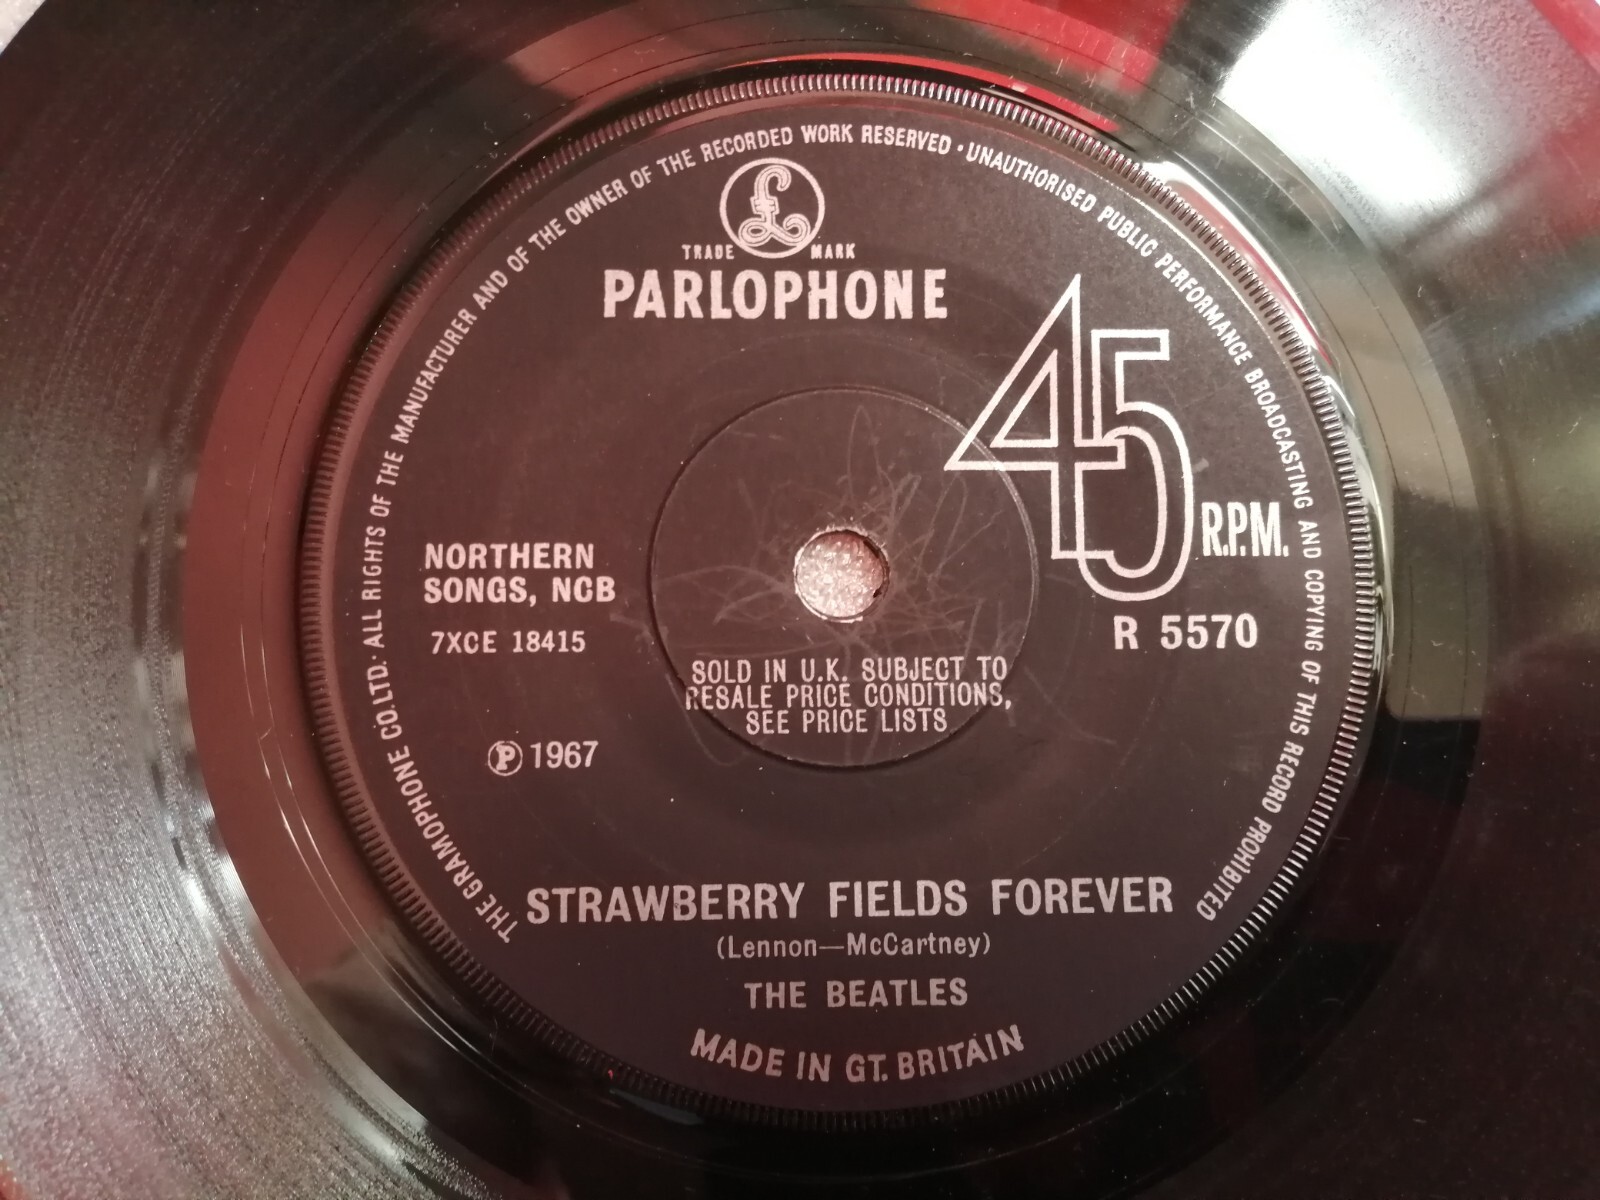 THE GRAMOPHONE CO. LTD. ALL RIGHTS OF THE MANUFACTURER AND OF THE OWNER OF THE RECORDED WORK RESERVED · UNAUTHORISED PUBLIC PERFORMANCE BROADCASTING AND COPYING OF THIS RECORD PROHIBITED
£
TRADE MARK
PARLOPHONE
45
R.P.M.
NORTHERN
SONGS, NCB
7XCE 18415
R 5570
SOLD IN U.K. SUBJECT TO
RESALE PRICE CONDITIONS,
SEE PRICE LISTS
℗ 1967
STRAWBERRY FIELDS FOREVER
(Lennon—McCartney)
THE BEATLES
MADE IN GT. BRITAIN